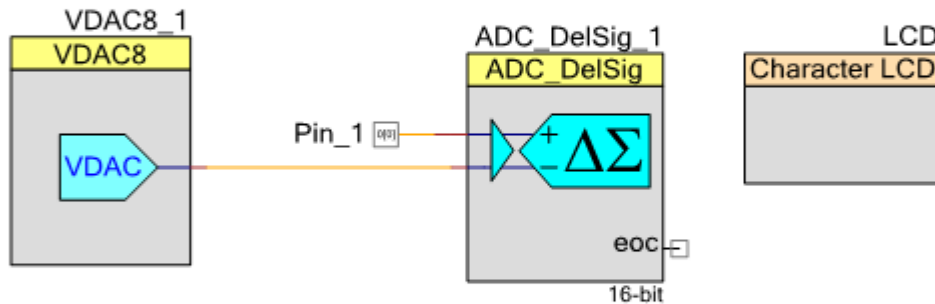 VDAC8_1
VDAC8
VDAC
Pin_1
ADC_DelSig_1
ADC_DelSig
+
−
ΔΣ
eoc
16-bit
LCD
Character LCD